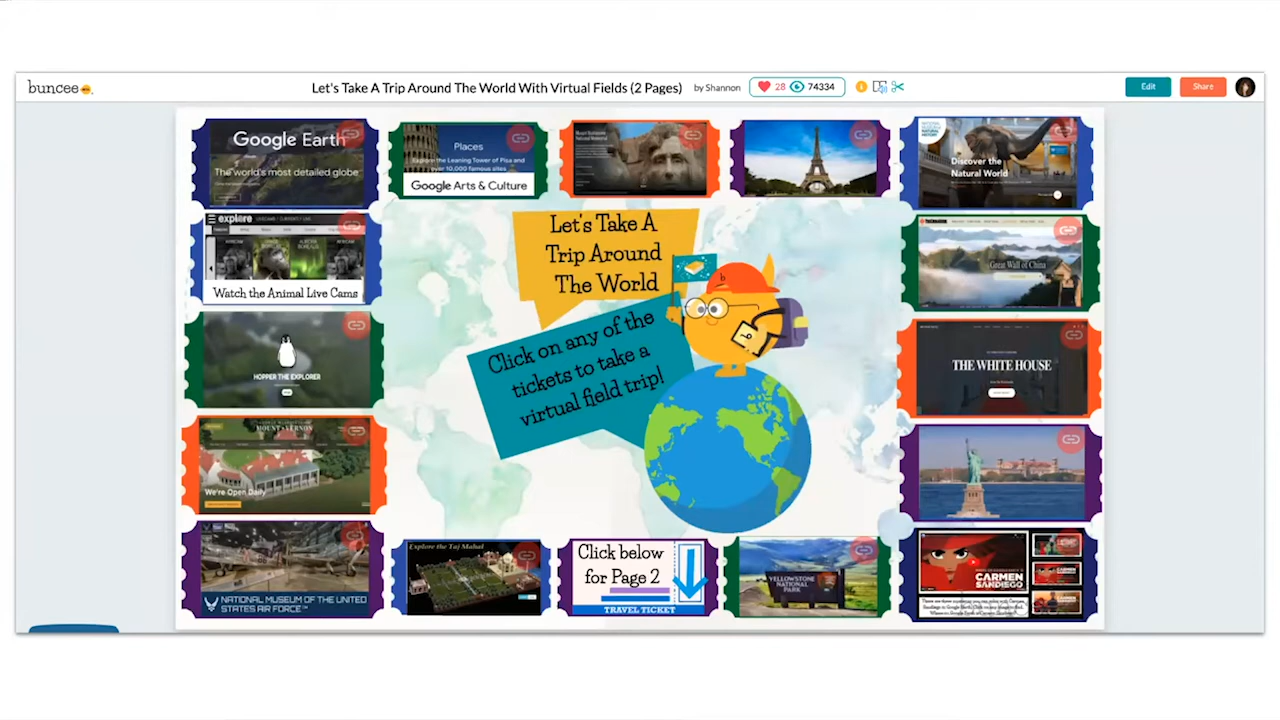 buncee
Let's Take A Trip Around The World With Virtual Fields (2 Pages)
by Shannon
28
74334
Edit
Share
Google Earth
The world's most detailed globe
Places
Explore the Leaning Tower of Pisa and
over 10,000 famous sites
Google Arts & Culture
Mount Rushmore
National Memorial
Discover the
Natural World
explore
Watch the Animal Live Cams
Let's Take A
Trip Around
The World
Click on any of the
tickets to take a
virtual field trip!
b
Great Wall of China
HOPPER THE EXPLORER
THE WHITE HOUSE
MOUNT VERNON
We're Open Daily
NATIONAL MUSEUM OF THE UNITED
STATES AIR FORCE
Explore the Taj Mahal
Click below
for Page 2
TRAVEL TICKET
YELLOWSTONE
NATIONAL
PARK
CARMEN
SANDIEGO